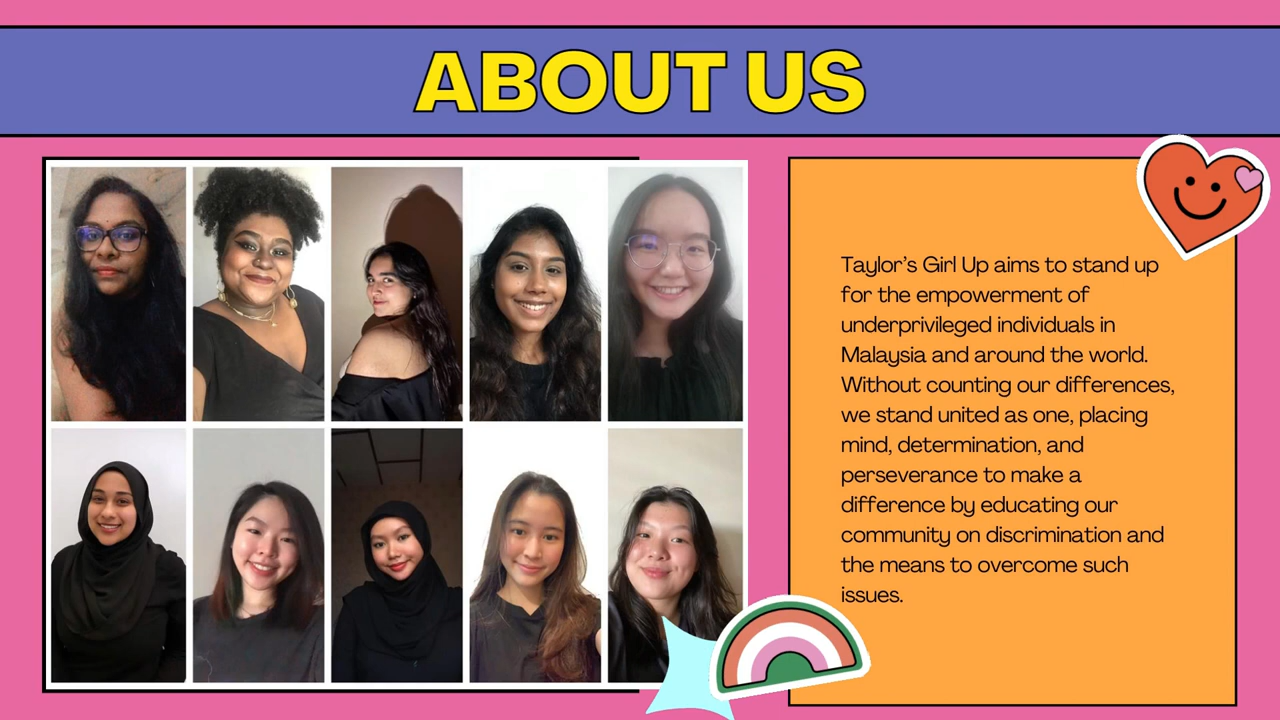 ABOUT US
Taylor's Girl Up aims to stand up
for the empowerment of
underprivileged individuals in
Malaysia and around the world.
Without counting our differences,
we stand united as one, placing
mind, determination, and
perseverance to make a
difference by educating our
community on discrimination and
the means to overcome such
issues.